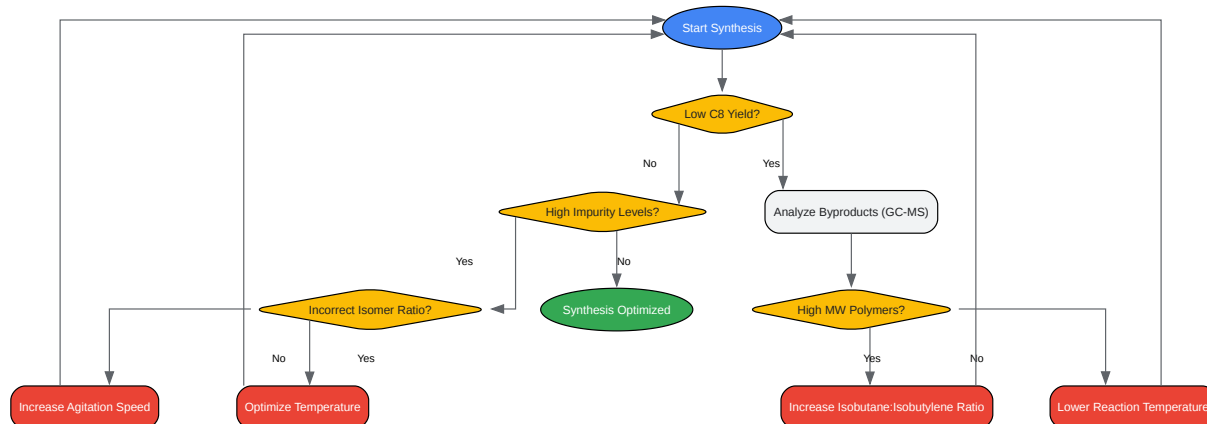 Start Synthesis
Low C8 Yield?
No
Yes
High Impurity Levels?
Analyze Byproducts (GC-MS)
Yes
No
Incorrect Isomer Ratio?
Synthesis Optimized
High MW Polymers?
No
Yes
Yes
No
Increase Agitation Speed
Optimize Temperature
Increase Isobutane:Isobutylene Ratio
Lower Reaction Temperature